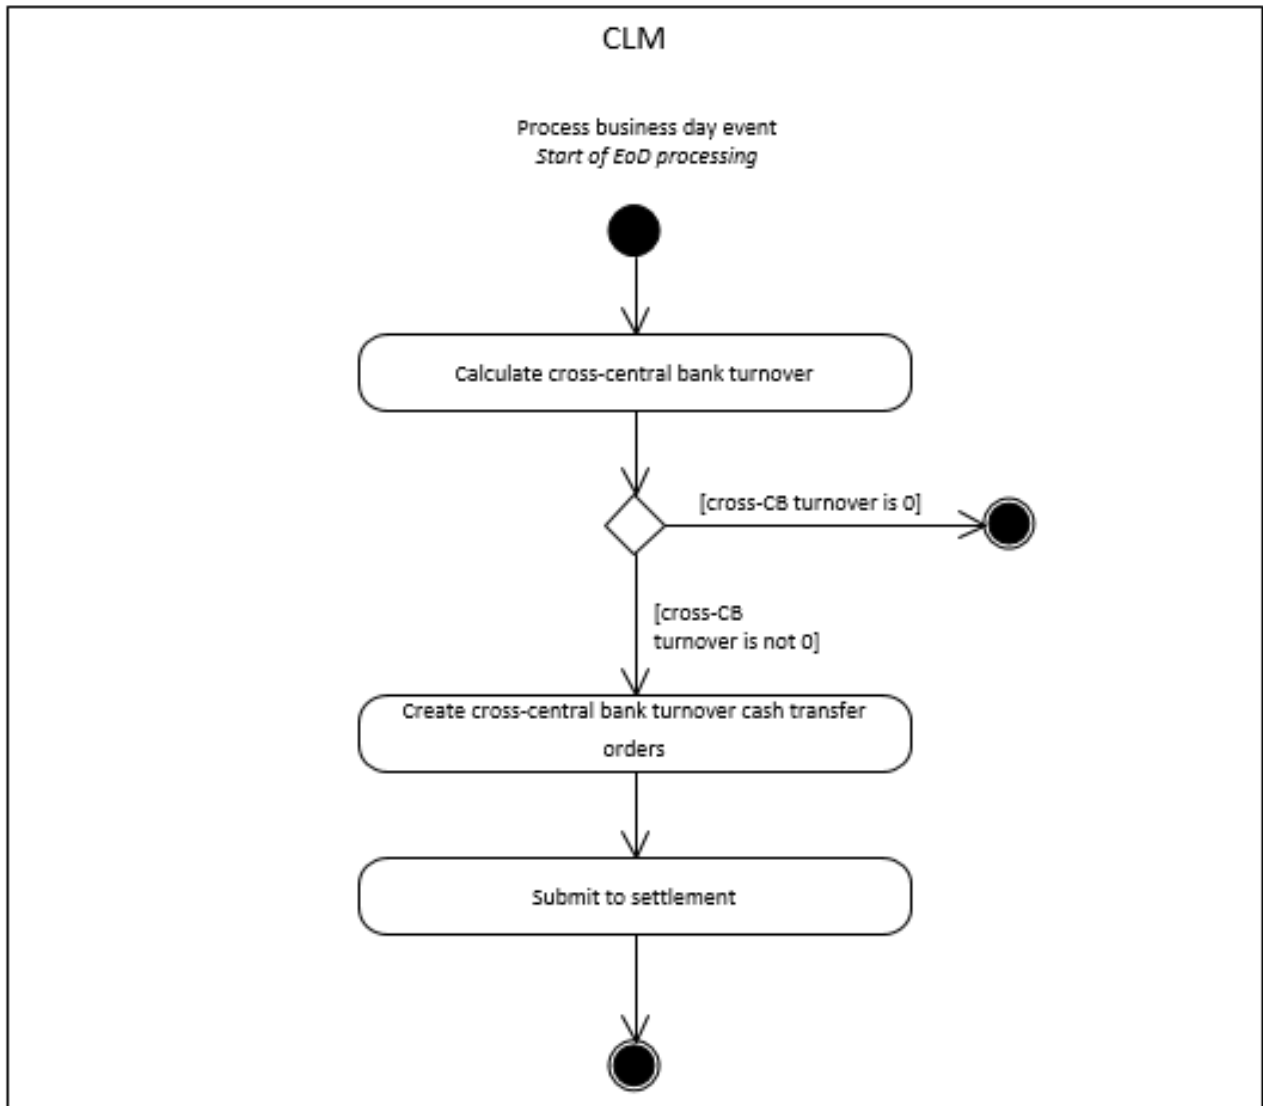 CLM
Process business day event
Start of EoD processing
Calculate cross-central bank turnover
[cross-CB turnover is 0]
[cross-CB
turnover is not 0]
Create cross-central bank turnover cash transfer
orders
Submit to settlement